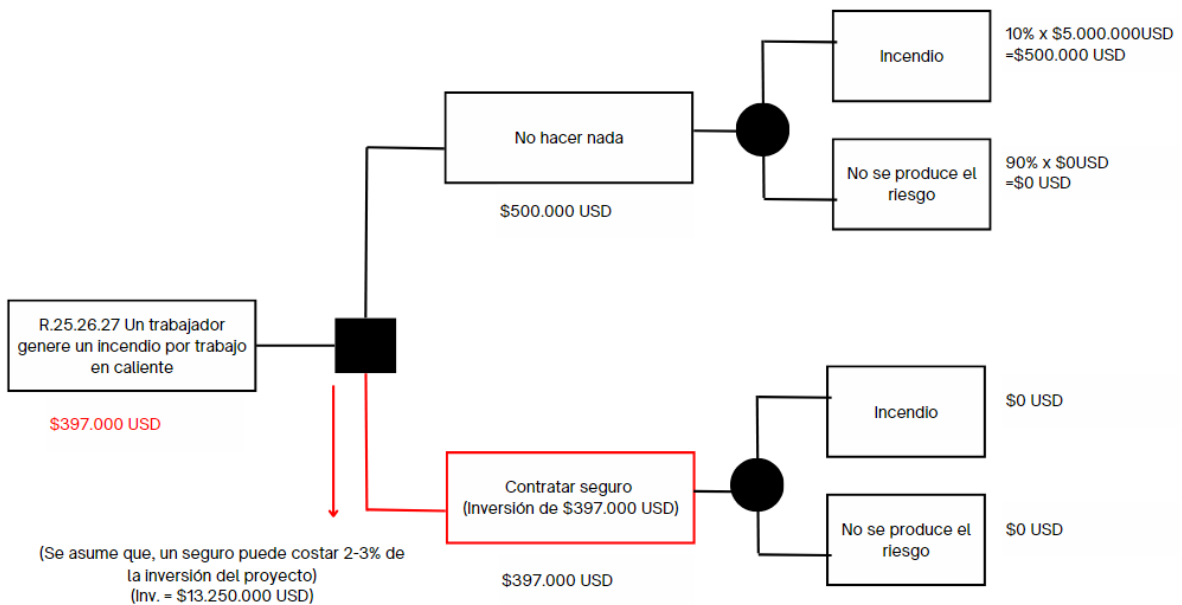 10% x $5.000.000USD
=$500.000 USD
Incendio
No hacer nada
No se produce el
riesgo
90% x $0USD
=$0 USD
$500.000 USD
R.25.26.27 Un trabajador
genere un incendio por trabajo
en caliente
$397.000 USD
Incendio
$0 USD
Contratar seguro
(Inversión de $397.000 USD)
No se produce el
riesgo
$0 USD
$397.000 USD
(Se asume que, un seguro puede costar 2-3% de
la inversión del proyecto)
(Inv. = $13.250.000 USD)